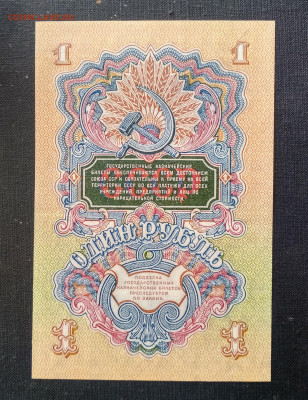 1 1
ГОСУДАРСТВЕННЫЕ КАЗНАЧЕЙСКИЕ
БИЛЕТЫ ОБЕСПЕЧИВАЮТСЯ ВСЕМ ДОСТОЯНИЕМ
СОЮЗА ССР И ОБЯЗАТЕЛЬНЫ К ПРИЕМУ НА ВСЕЙ
ТЕРРИТОРИИ СССР ВО ВСЕ ПЛАТЕЖИ ДЛЯ ВСЕХ
УЧРЕЖДЕНИЙ, ПРЕДПРИЯТИЙ И ЛИЦ ПО
НАРИЦАТЕЛЬНОЙ СТОИМОСТИ.
ОДИН РУБЛЬ
ПОДДЕЛКА
ГОСУДАРСТВЕННЫХ
КАЗНАЧЕЙСКИХ БИЛЕТОВ
ПРЕСЛЕДУЕТСЯ
ПО ЗАКОНУ.
1 1